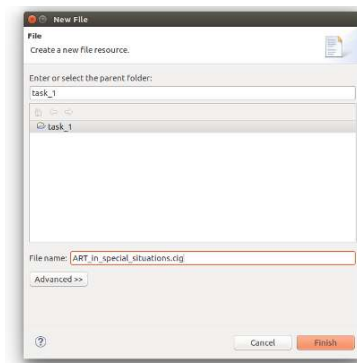 New File
File
Create a new file resource.
Enter or select the parent folder:
task_1
task_1
File name: ART_in_special_situations.cig
Advanced >>
?
Cancel Finish